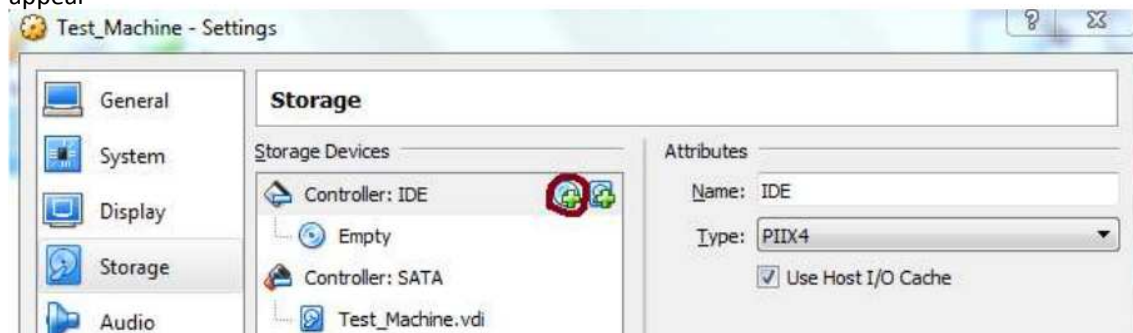 appear
Test_Machine - Settings
General
Storage
System
Storage Devices
Attributes
Controller: IDE
Name: IDE
Display
Empty
Type: PIIX4
Storage
Controller: SATA
Use Host I/O Cache
Audio
Test_Machine.vdi